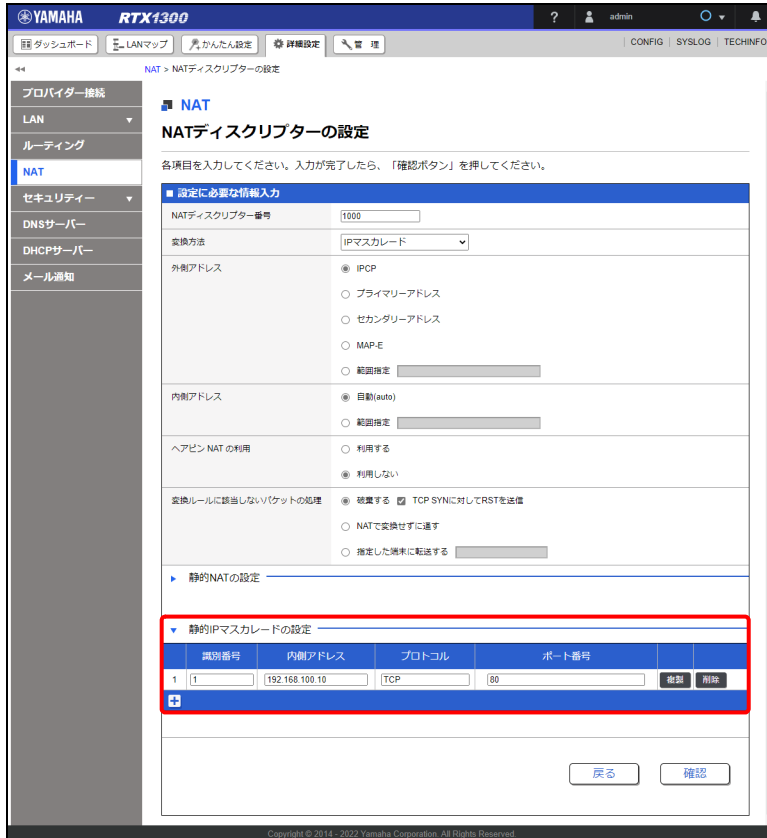 YAMAHA RTX1300 ? admin
ダッシュボード LANマップ かんたん設定 詳細設定 管 理 CONFIG SYSLOG TECHINFO
NAT > NATディスクリプターの設定
プロバイダー接続
LAN
ルーティング
NAT
セキュリティー
DNSサーバー
DHCPサーバー
メール通知
NAT
NATディスクリプターの設定
各項目を入力してください。入力が完了したら、「確認ボタン」を押してください。
■ 設定に必要な情報入力
NATディスクリプター番号 1000
変換方法 IPマスカレード
外側アドレス IPCP
プライマリーアドレス
セカンダリーアドレス
MAP-E
範囲指定
内側アドレス 自動(auto)
範囲指定
ヘアピン NAT の利用 利用する
利用しない
変換ルールに該当しないパケットの処理 破棄する TCP SYNに対してRSTを送信
NATで変換せずに通す
指定した端末に転送する
静的NATの設定
静的IPマスカレードの設定
識別番号 内側アドレス プロトコル ポート番号
1 1 192.168.100.10 TCP 80 複製 削除
戻る 確認
Copyright © 2014 - 2022 Yamaha Corporation. All Rights Reserved.